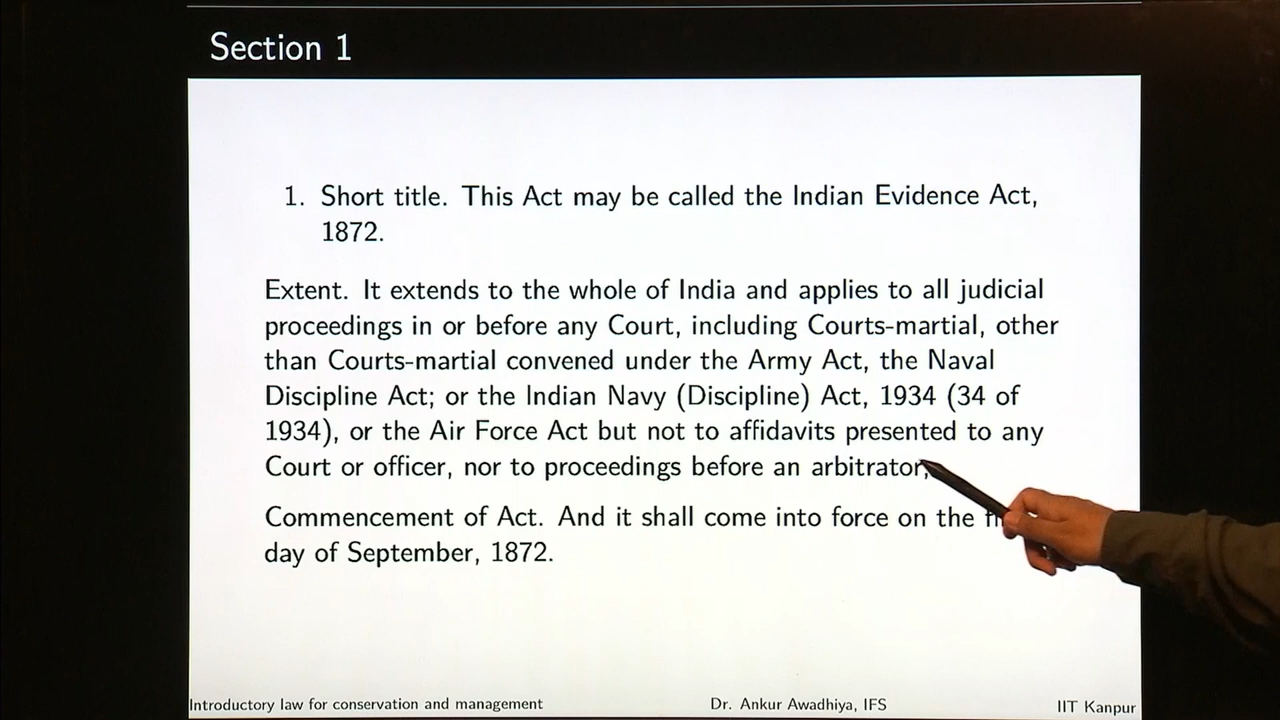 Section 1
1. Short title. This Act may be called the Indian Evidence Act,
1872.
Extent. It extends to the whole of India and applies to all judicial
proceedings in or before any Court, including Courts-martial, other
than Courts-martial convened under the Army Act, the Naval
Discipline Act; or the Indian Navy (Discipline) Act, 1934 (34 of
1934), or the Air Force Act but not to affidavits presented to any
Court or officer, nor to proceedings before an arbitrator;
Commencement of Act. And it shall come into force on the
day of September, 1872.
Introductory law for conservation and management Dr. Ankur Awadhiya, IFS IIT Kanpur